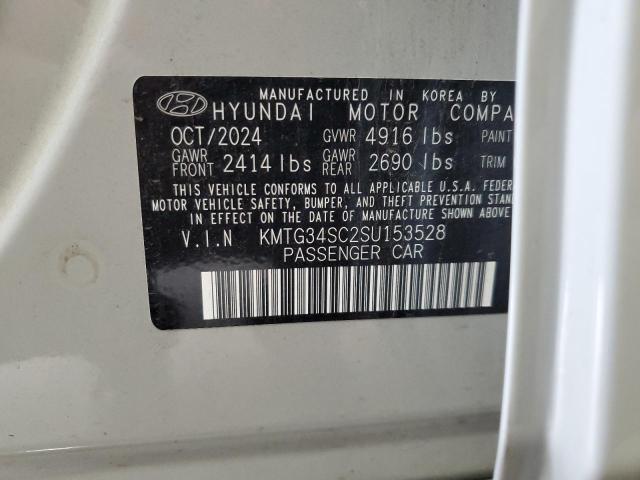 MANUFACTURED IN KOREA BY
HYUNDAI MOTOR COMPA
OCT/2024 GVWR 4916 lbs PAINT
GAWR FRONT 2414 lbs GAWR REAR 2690 lbs TRIM
THIS VEHICLE CONFORMS TO ALL APPLICABLE U.S.A. FEDER
MOTOR VEHICLE SAFETY, BUMPER, AND THEFT PREVENTION STAN
IN EFFECT ON THE DATE OF MANUFACTURE SHOWN ABOVE.
V.I.N KMTG34SC2SU153528
PASSENGER CAR